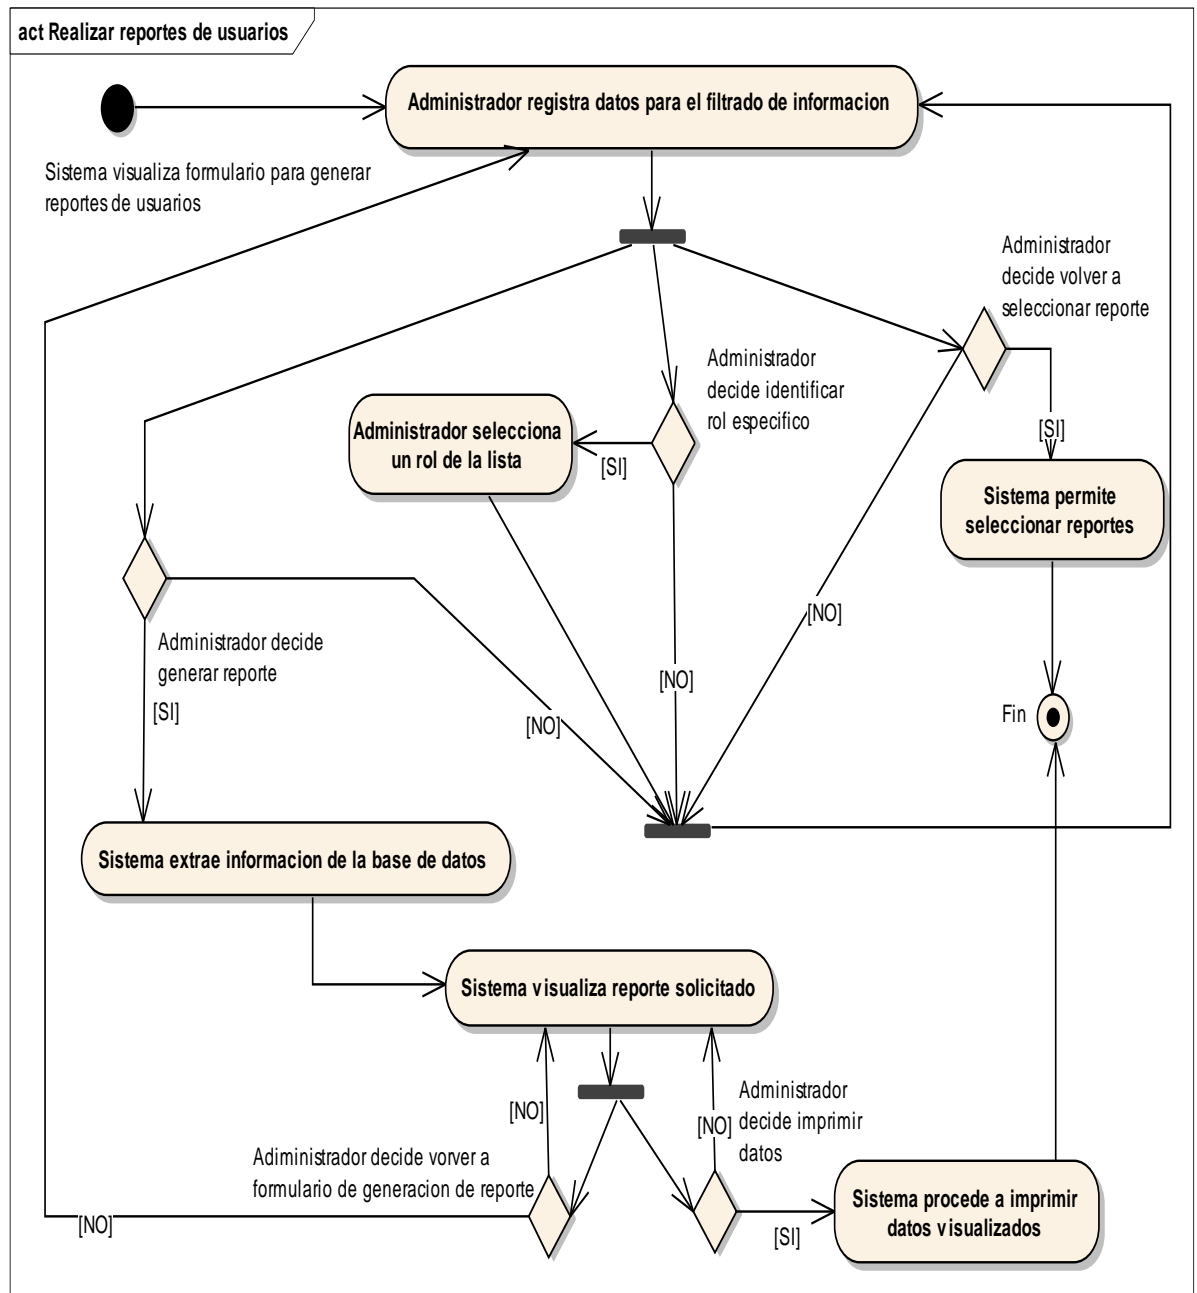 act Realizar reportes de usuarios
Administrador registra datos para el filtrado de informacion
Sistema visualiza formulario para generar
reportes de usuarios
Administrador
decide volver a
seleccionar reporte
Administrador
decide identificar
rol especifico
Administrador selecciona
un rol de la lista
[SI]
[SI]
Sistema permite
seleccionar reportes
[NO]
Administrador decide
generar reporte
[NO]
[SI]
[NO]
Fin
Sistema extrae informacion de la base de datos
Sistema visualiza reporte solicitado
[NO]
Administrador
decide imprimir
datos
[NO]
Adiministrador decide vorver a
formulario de generacion de reporte
[NO]
[SI]
Sistema procede a imprimir
datos visualizados